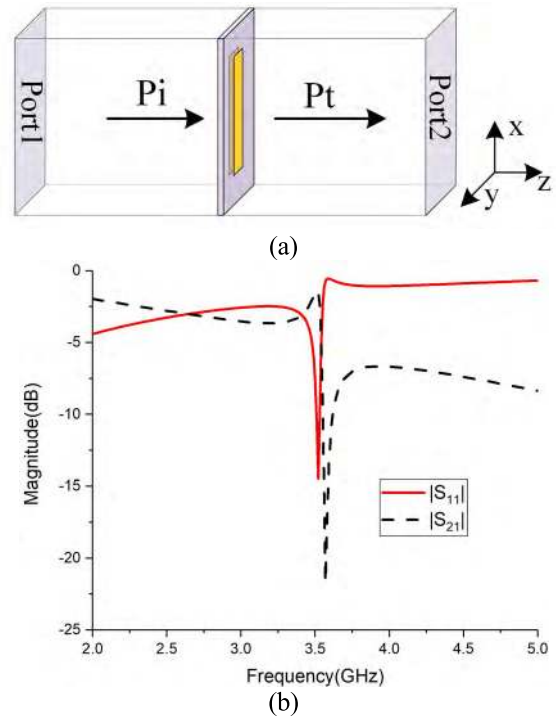 Port1
Pi
Pt
Port2
x
y
z
(a)
0
-5
-10
-15
-20
-25
Magnitude(dB)
|S11|
|S21|
2.0 2.5 3.0 3.5 4.0 4.5 5.0
Frequency(GHz)
(b)